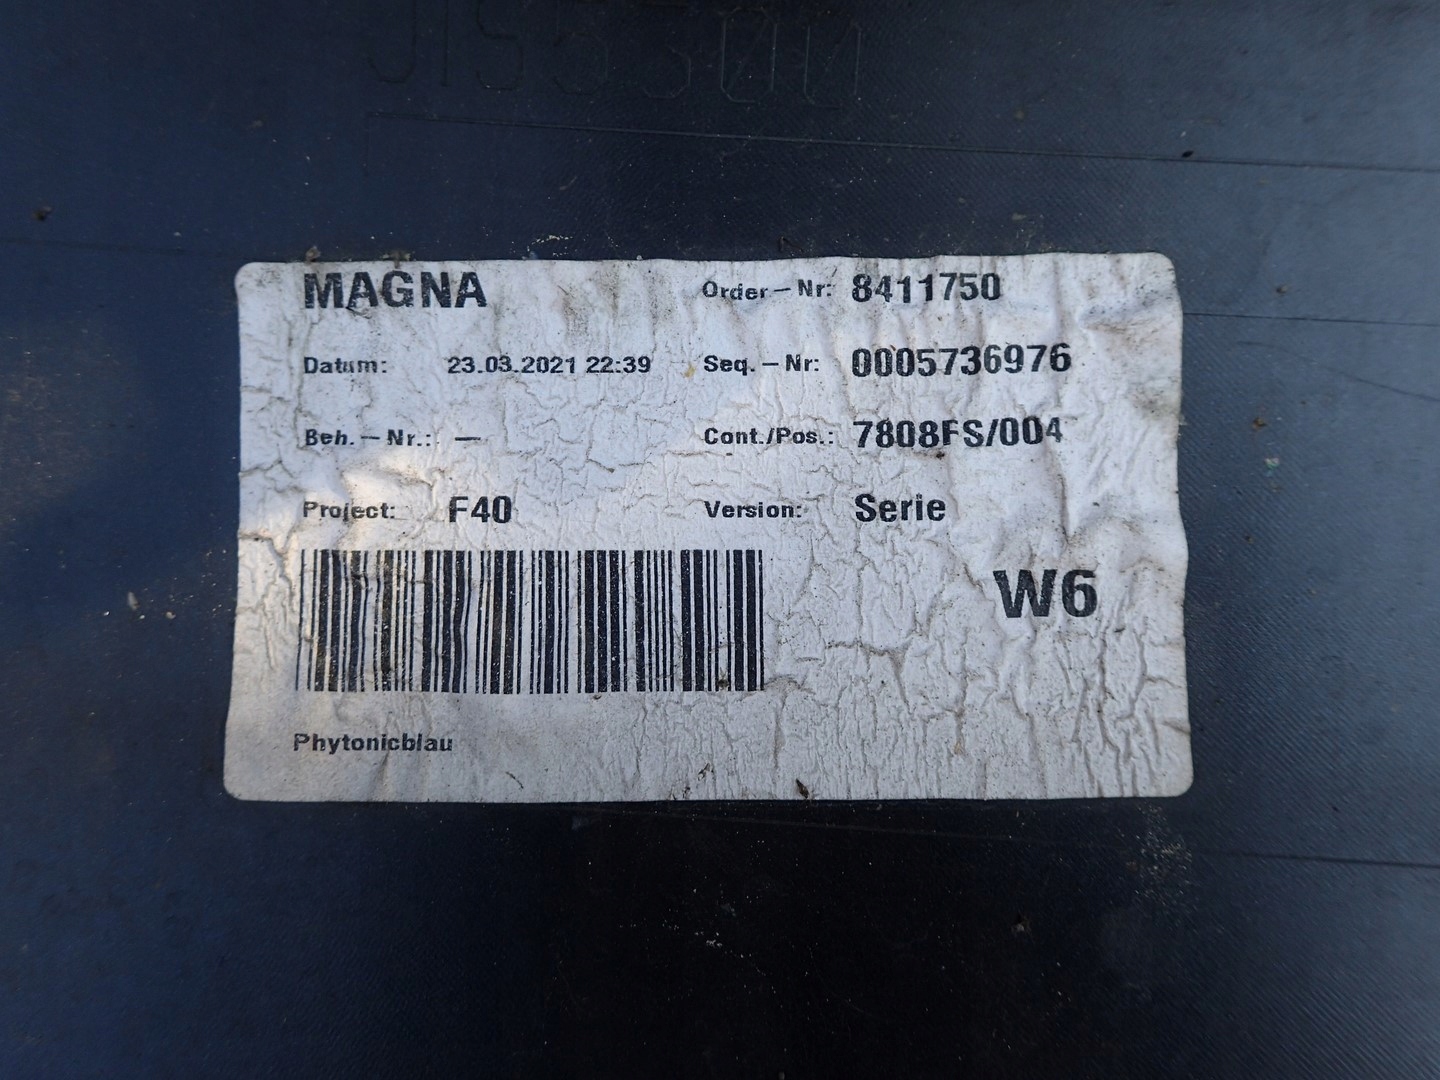 JIS5300
MAGNA
Order-Nr: 8411750
Datum: 23.03.2021 22:39
Seq.-Nr: 0005736976
Beh.-Nr.: —
Cont./Pos.: 7808FS/004
Project: F40
Version: Serie
W6
Phytonicblau